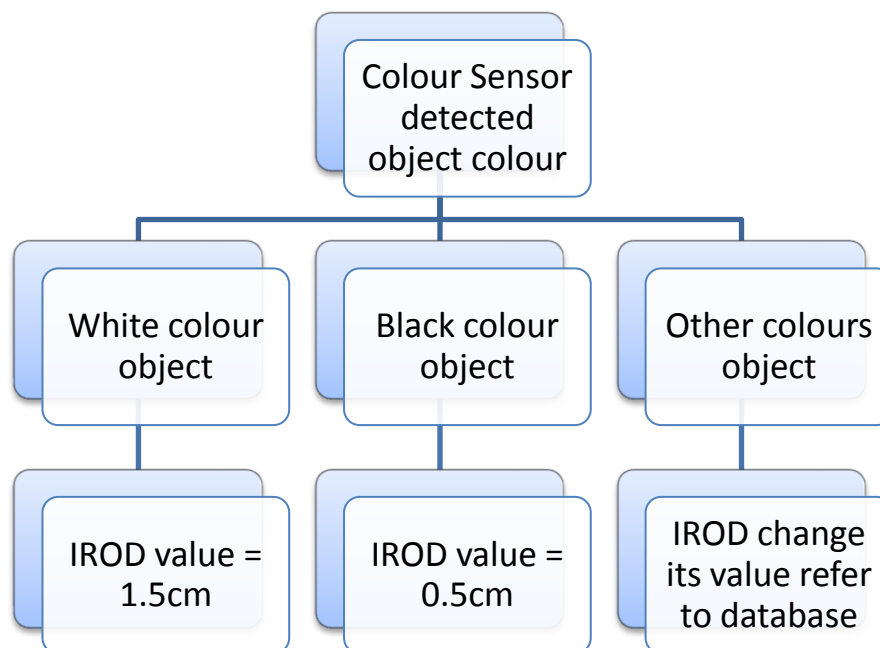 Colour Sensor
detected
object colour
White colour
object
Black colour
object
Other colours
object
IROD value =
1.5cm
IROD value =
0.5cm
IROD change
its value refer
to database